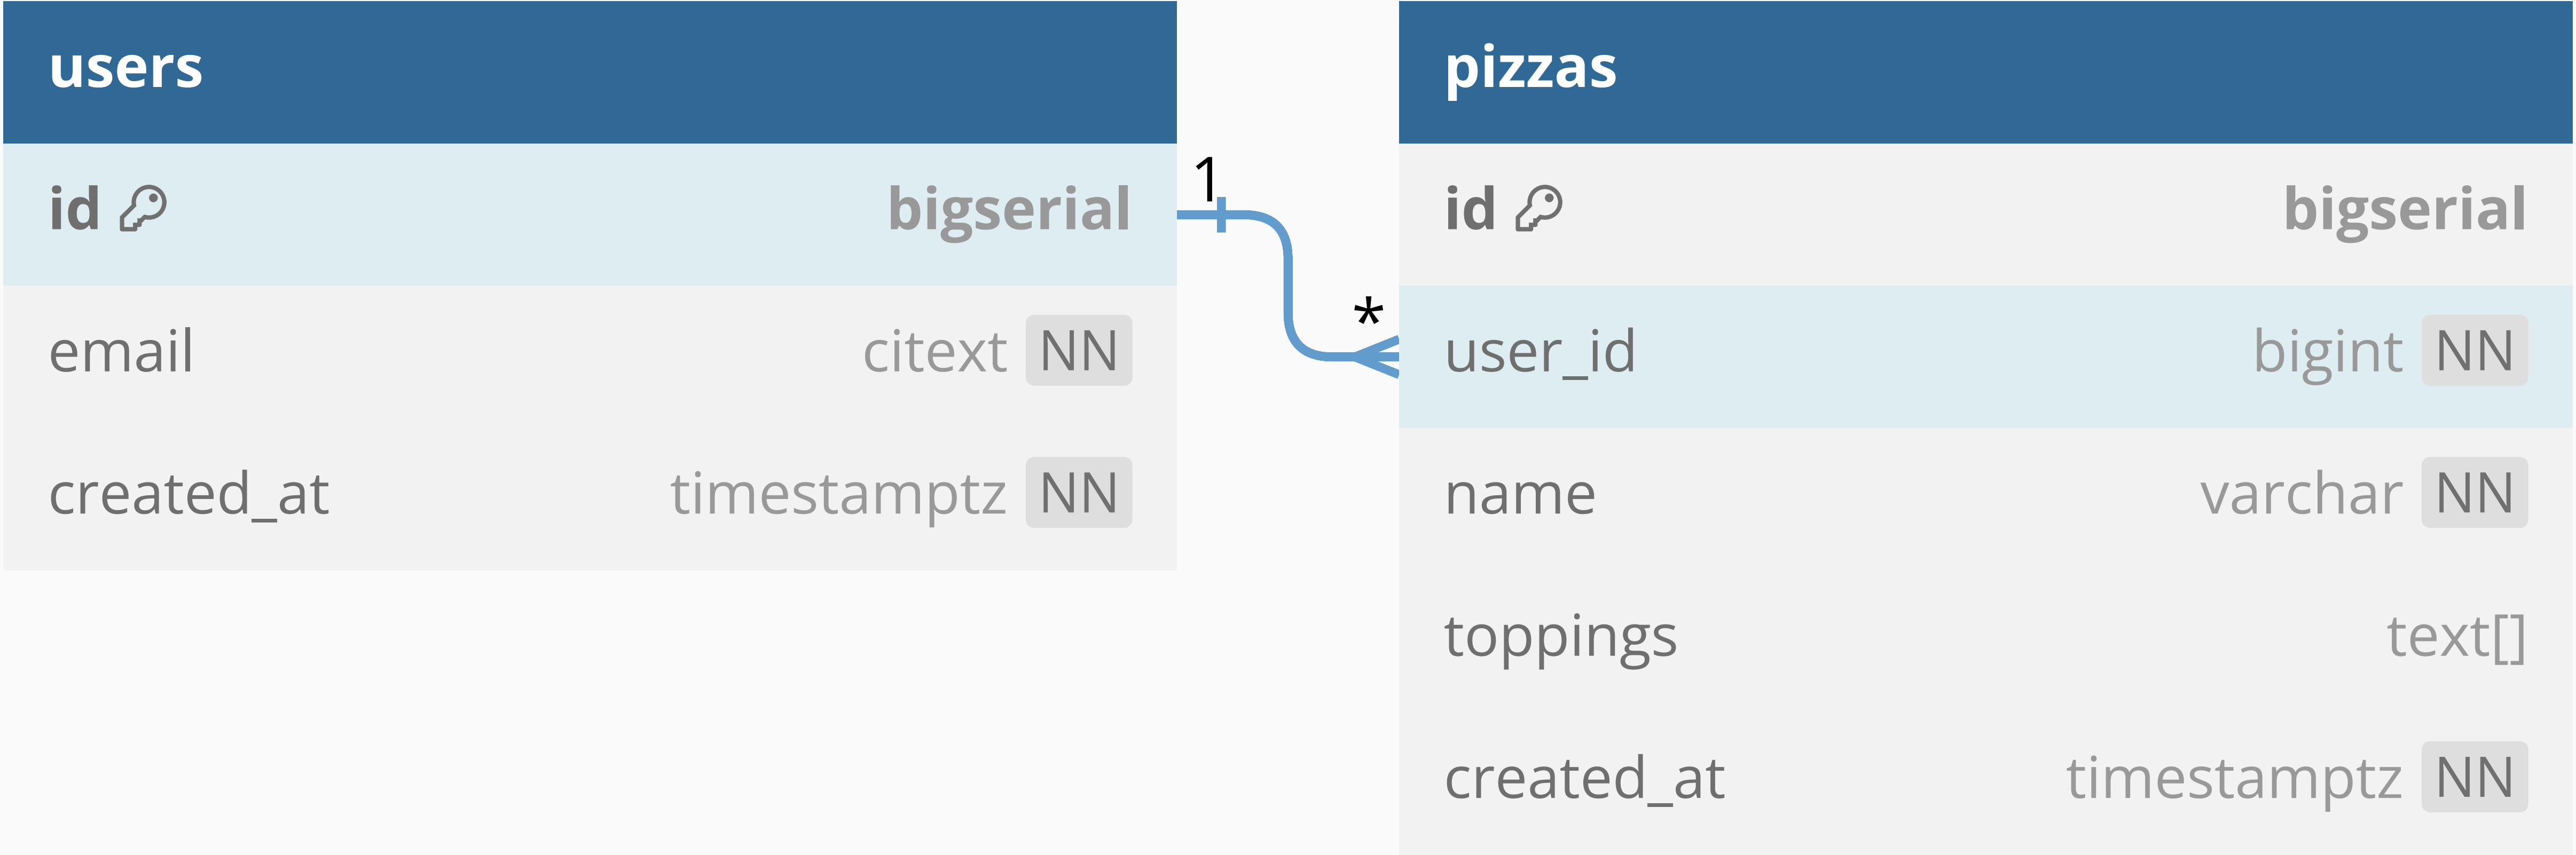 users
id bigserial
email citext NN
created_at timestamptz NN
1
*
pizzas
id bigserial
user_id bigint NN
name varchar NN
toppings text[]
created_at timestamptz NN